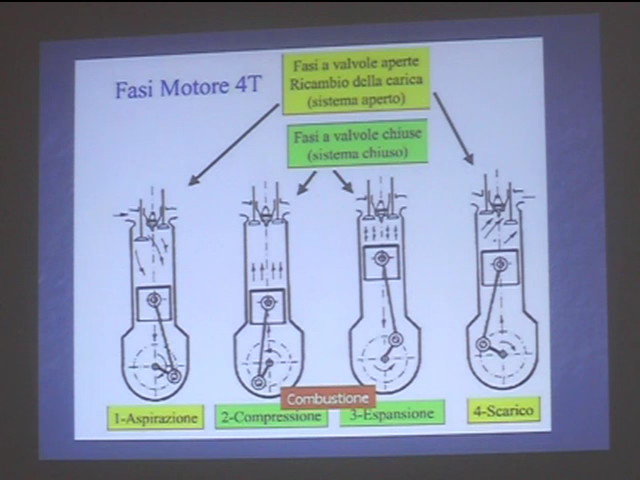 Fasi Motore 4T
Fasi a valvole aperte
Ricambio della carica
(sistema aperto)
Fasi a valvole chiuse
(sistema chiuso)
Combustione
1-Aspirazione
2-Compressione
3-Espansione
4-Scarico